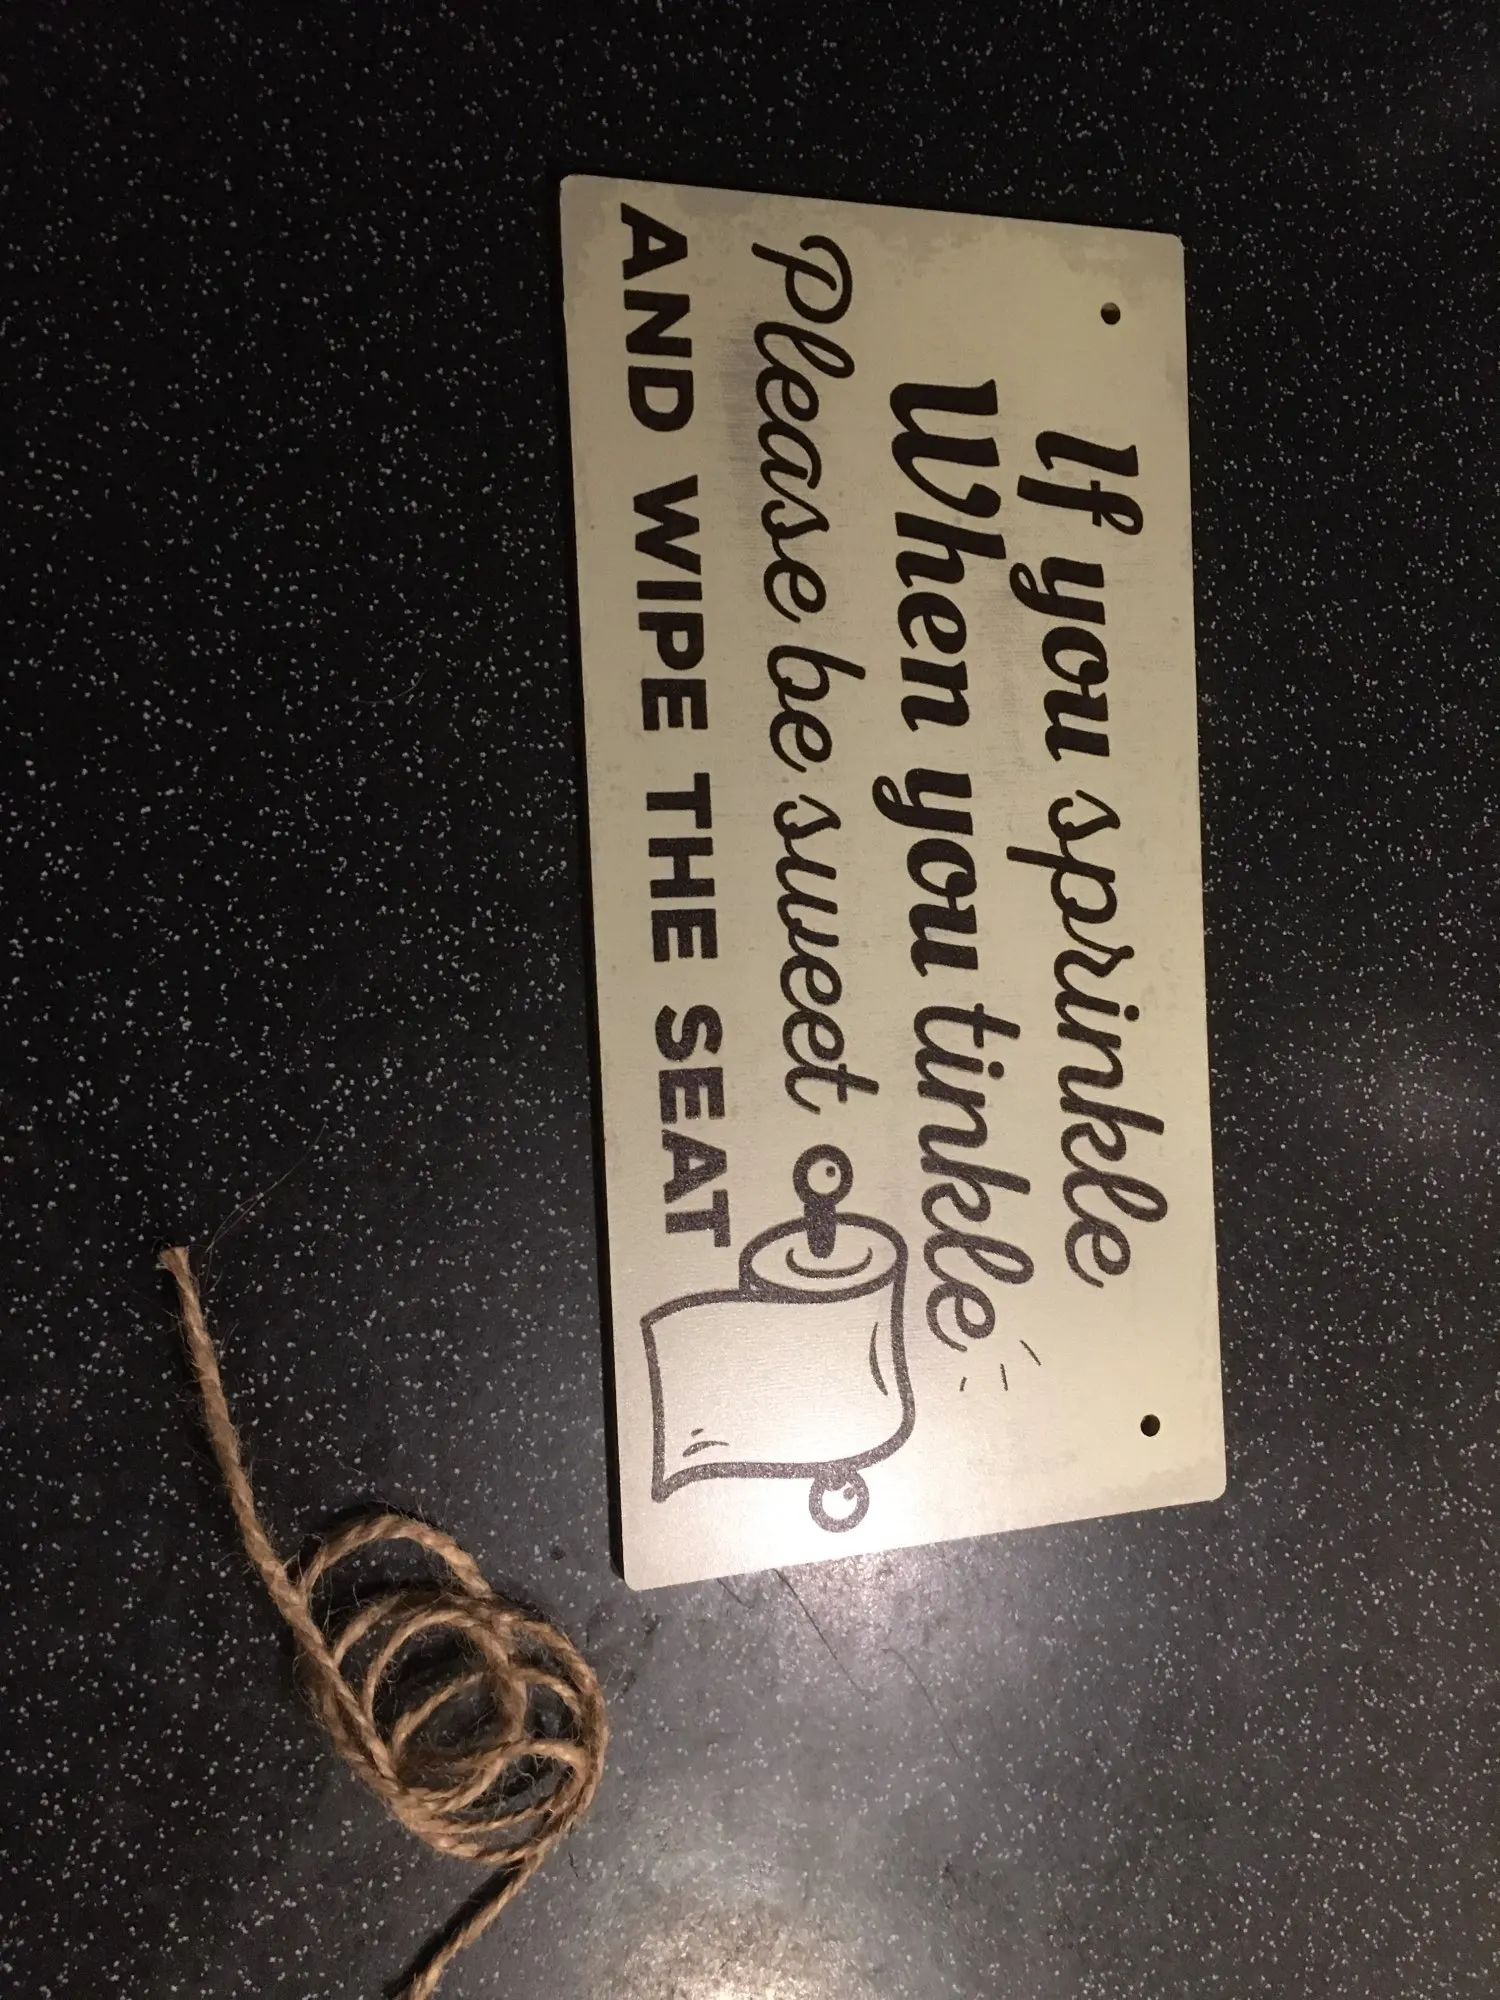 If you sprinkle
When you tinkle
Please be sweet
AND WIPE THE SEAT